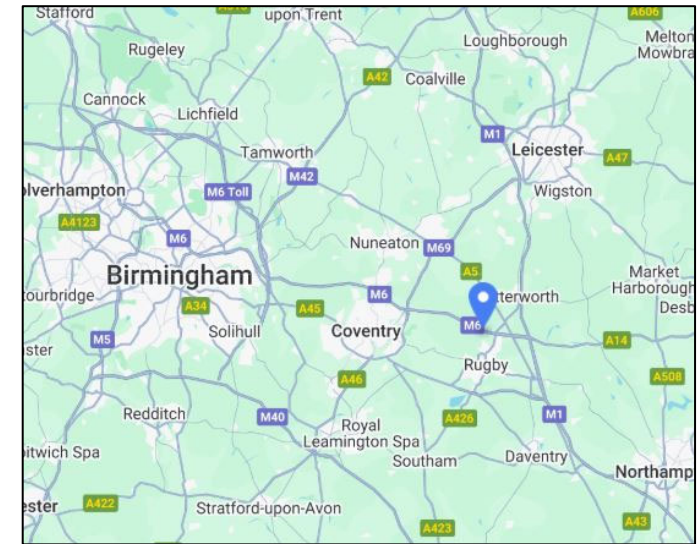 Stafford
upon Trent
A606
Loughborough
Melton
Mowbra
Rugeley
A42
Coalville
Cannock
Lichfield
M1
Leicester
A47
Tamworth
M42
M6 Toll
olverhampton
Wigston
A4123
M6
Nuneaton
M69
A5
Market
Harborough
Birmingham
M6
tterworth
Desb
tourbridge
A34
A45
M6
Coventry
A14
M5
Solihull
Rugby
ster
A46
A508
Redditch
M40
Royal
Leamington Spa
A426
M1
oitwich Spa
Southam
Daventry
Northamp
ester
A422
Stratford-upon-Avon
A423
A43